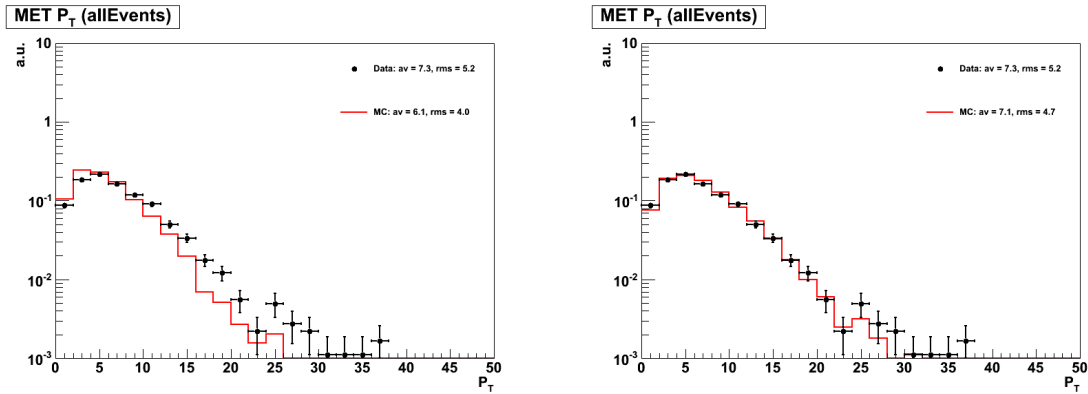 MET P_T (allEvents)
a.u.
10
1
10^-1
10^-2
10^-3
0 5 10 15 20 25 30 35 40 45 50
P_T
Data: av = 7.3, rms = 5.2
MC: av = 6.1, rms = 4.0
MET P_T (allEvents)
a.u.
10
1
10^-1
10^-2
10^-3
0 5 10 15 20 25 30 35 40 45 50
P_T
Data: av = 7.3, rms = 5.2
MC: av = 7.1, rms = 4.7